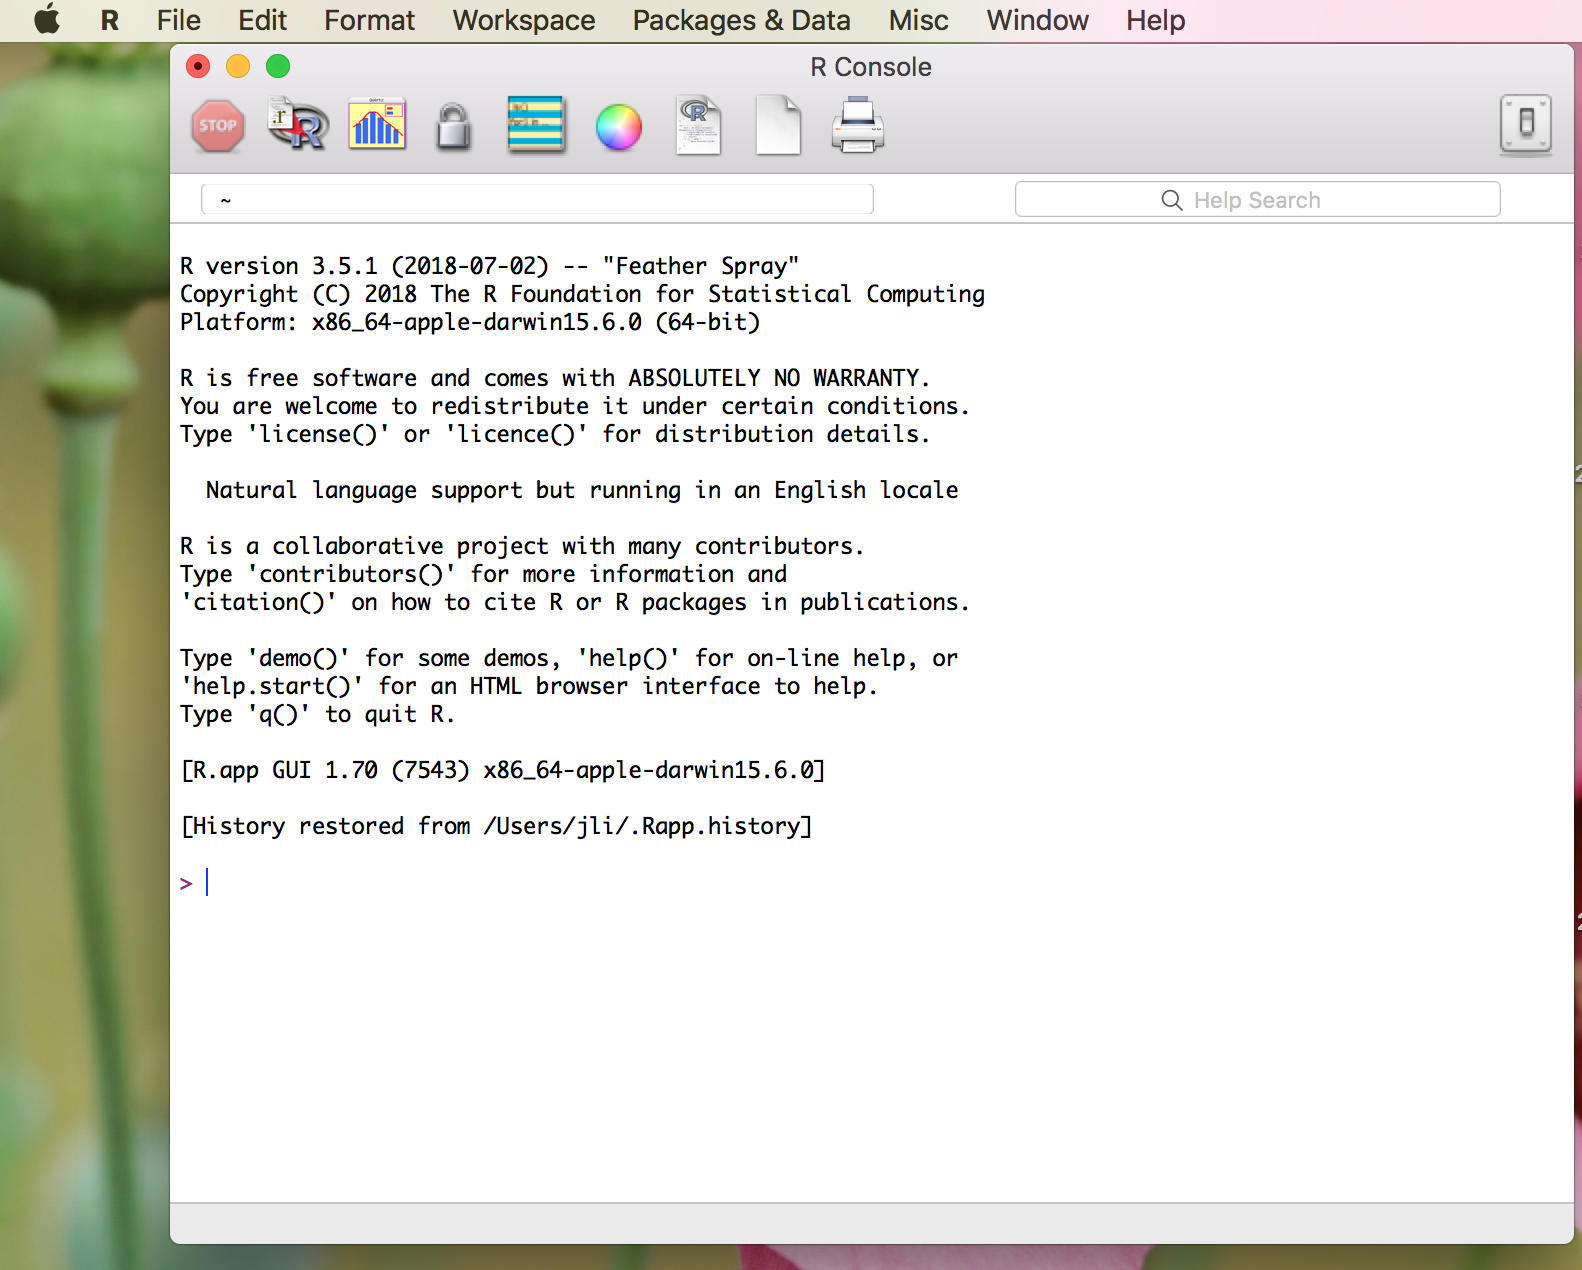 R File Edit Format Workspace Packages & Data Misc Window Help
R Console
STOP
~
Help Search
R version 3.5.1 (2018-07-02) -- "Feather Spray"
Copyright (C) 2018 The R Foundation for Statistical Computing
Platform: x86_64-apple-darwin15.6.0 (64-bit)
R is free software and comes with ABSOLUTELY NO WARRANTY.
You are welcome to redistribute it under certain conditions.
Type 'license()' or 'licence()' for distribution details.
Natural language support but running in an English locale
R is a collaborative project with many contributors.
Type 'contributors()' for more information and
'citation()' on how to cite R or R packages in publications.
Type 'demo()' for some demos, 'help()' for on-line help, or
'help.start()' for an HTML browser interface to help.
Type 'q()' to quit R.
[R.app GUI 1.70 (7543) x86_64-apple-darwin15.6.0]
[History restored from /Users/jli/.Rapp.history]
>